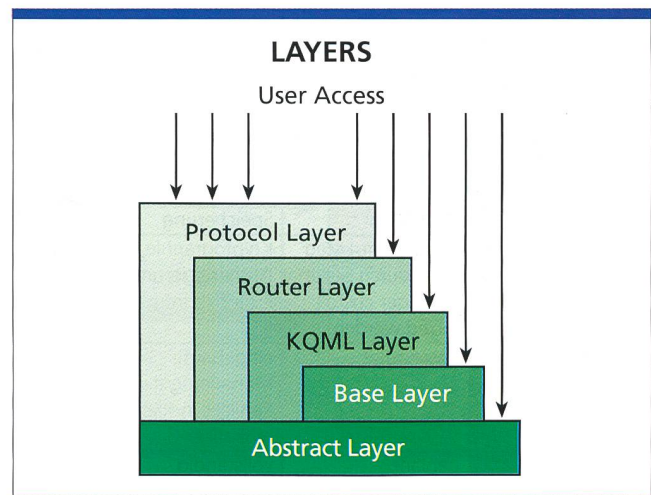 LAYERS
User Access
Protocol Layer
Router Layer
KQML Layer
Base Layer
Abstract Layer